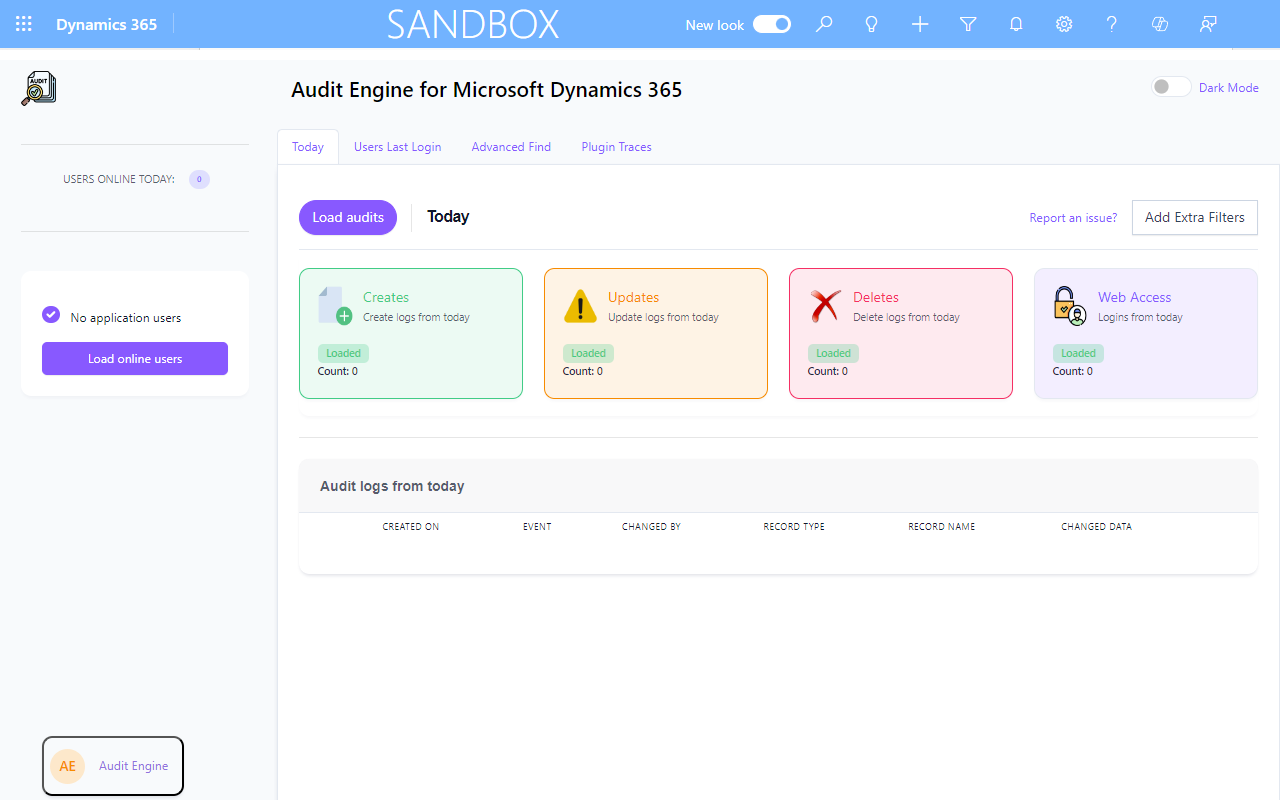 Dynamics 365
SANDBOX
New look
AUDIT
Audit Engine for Microsoft Dynamics 365
Dark Mode
Today
Users Last Login
Advanced Find
Plugin Traces
USERS ONLINE TODAY:
0
Load audits
Today
Report an issue?
Add Extra Filters
No application users
Load online users
Creates
Create logs from today
Loaded
Count: 0
Updates
Update logs from today
Loaded
Count: 0
Deletes
Delete logs from today
Loaded
Count: 0
Web Access
Logins from today
Loaded
Count: 0
Audit logs from today
CREATED ON
EVENT
CHANGED BY
RECORD TYPE
RECORD NAME
CHANGED DATA
AE
Audit Engine